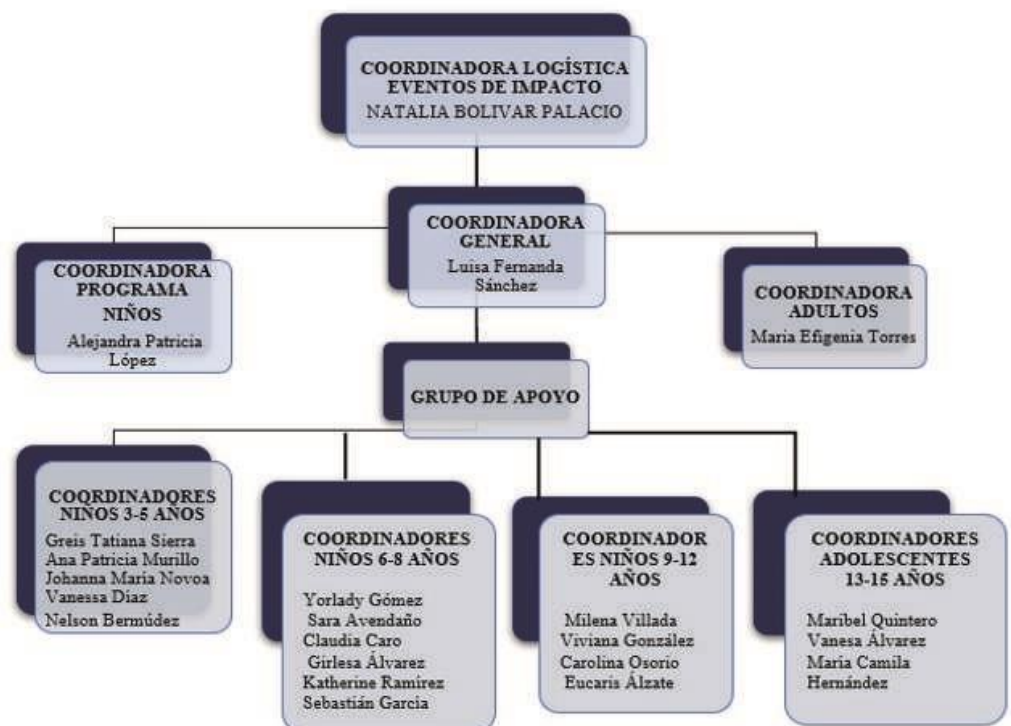 COORDINADORA LOGÍSTICA
EVENTOS DE IMPACTO
NATALIA BOLIVAR PALACIO
COORDINADORA
GENERAL
Luisa Fernanda
Sánchez
COORDINADORA
PROGRAMA
NIÑOS
Alejandra Patricia
López
COORDINADORA
ADULTOS
Maria Efigenia Torres
GRUPO DE APOYO
COORDINADORES
NIÑOS 3-5 AÑOS
Greis Tatiana Sierra
Ana Patricia Murillo
Johanna María Novoa
Vanessa Díaz
Nelson Bermúdez
COORDINADORES
NIÑOS 6-8 AÑOS
Yorlady Gómez
Sara Avendaño
Claudia Caro
Girlesa Álvarez
Katherine Ramírez
Sebastián García
COORDINADOR
ES NIÑOS 9-12
AÑOS
Milena Villada
Viviana González
Carolina Osorio
Eucaris Álzate
COORDINADORES
ADOLESCENTES
13-15 AÑOS
Maribel Quintero
Vanesa Álvarez
María Camila
Hernández